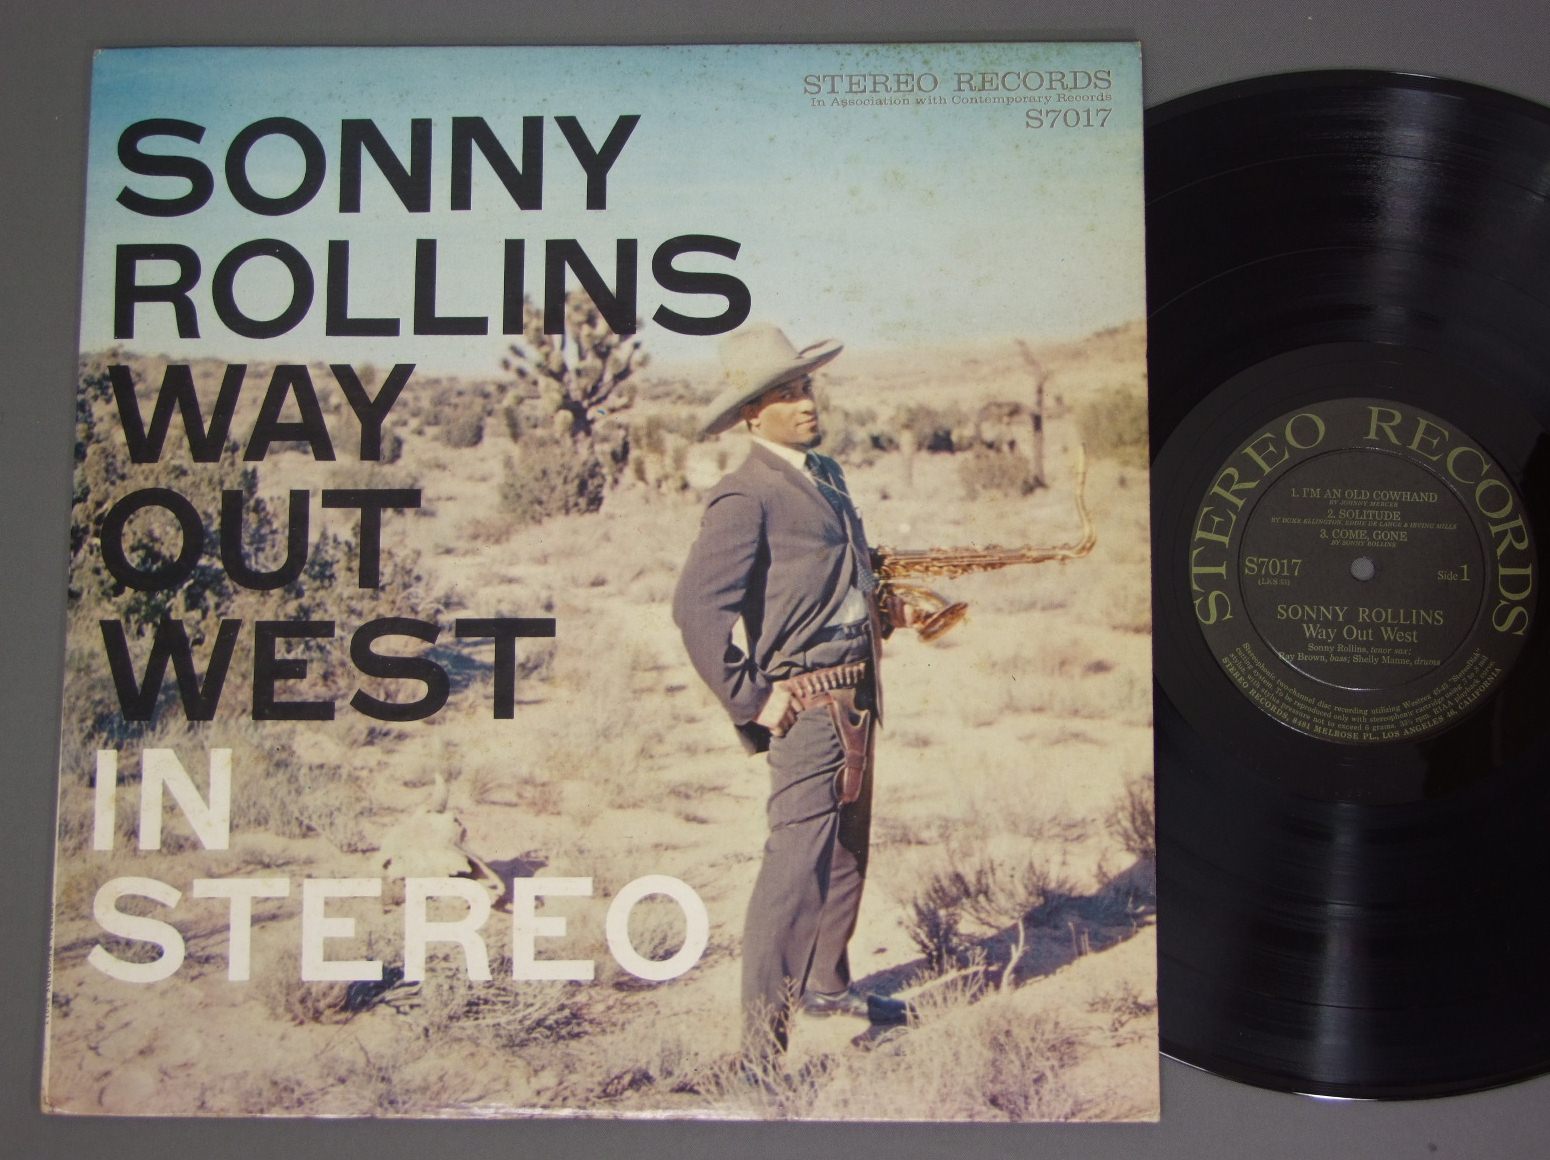 STEREO RECORDS
In Association with Contemporary Records
S7017
SONNY
ROLLINS
WAY
OUT
WEST
IN
STEREO
STEREO RECORDS
1. I'M AN OLD COWHAND
BY JOHNNY MERCER
2. SOLITUDE
BY DUKE ELLINGTON, EDDIE DE LANGE & IRVING MILLS
3. COME, GONE
BY SONNY ROLLINS
S7017
Side 1
SONNY ROLLINS
Way Out West
Sonny Rollins, tenor sax;
Ray Brown, bass; Shelly Manne, drums
STEREO RECORDS, MELROSE PL., LOS ANGELES CALIFORNIA